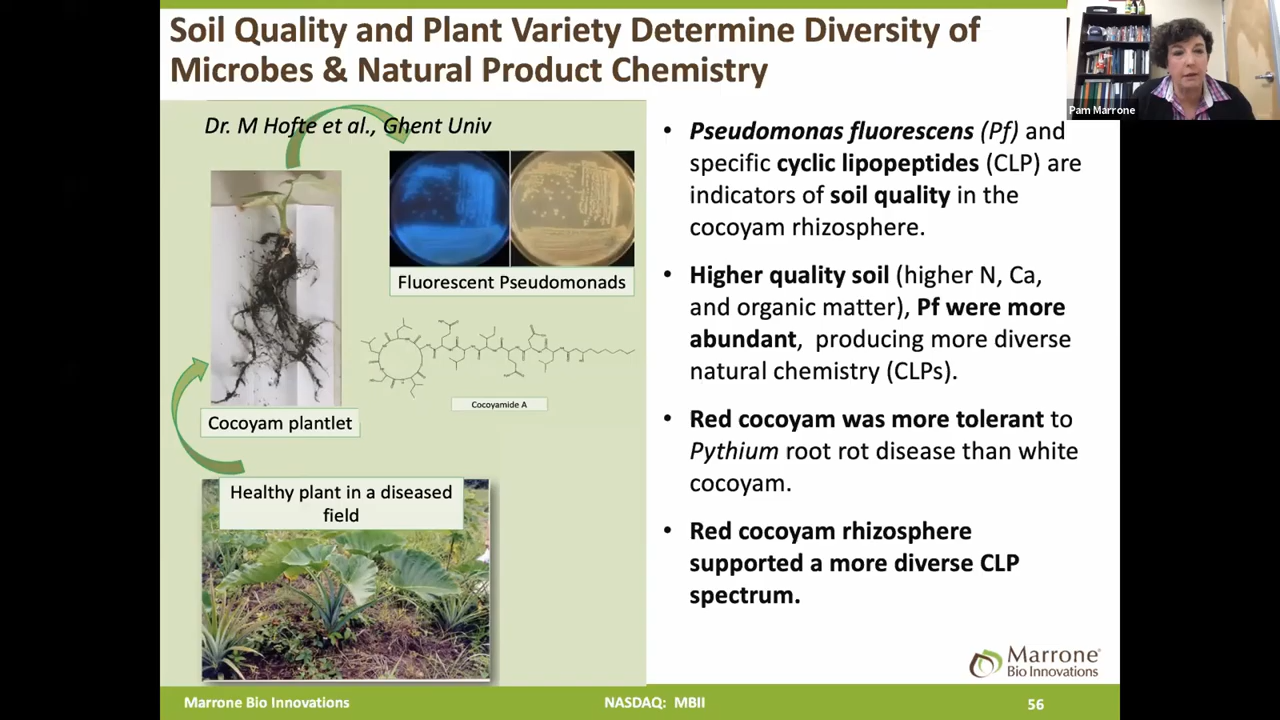 Soil Quality and Plant Variety Determine Diversity of
Microbes & Natural Product Chemistry
Pam Marrone
Dr. M Hofte et al., Ghent Univ
Fluorescent Pseudomonads
Cocoyamide A
Cocoyam plantlet
Healthy plant in a diseased
field
• Pseudomonas fluorescens (Pf) and
specific cyclic lipopeptides (CLP) are
indicators of soil quality in the
cocoyam rhizosphere.
• Higher quality soil (higher N, Ca,
and organic matter), Pf were more
abundant, producing more diverse
natural chemistry (CLPs).
• Red cocoyam was more tolerant to
Pythium root rot disease than white
cocoyam.
• Red cocoyam rhizosphere
supported a more diverse CLP
spectrum.
Marrone®
Bio Innovations
Marrone Bio Innovations
NASDAQ: MBII
56